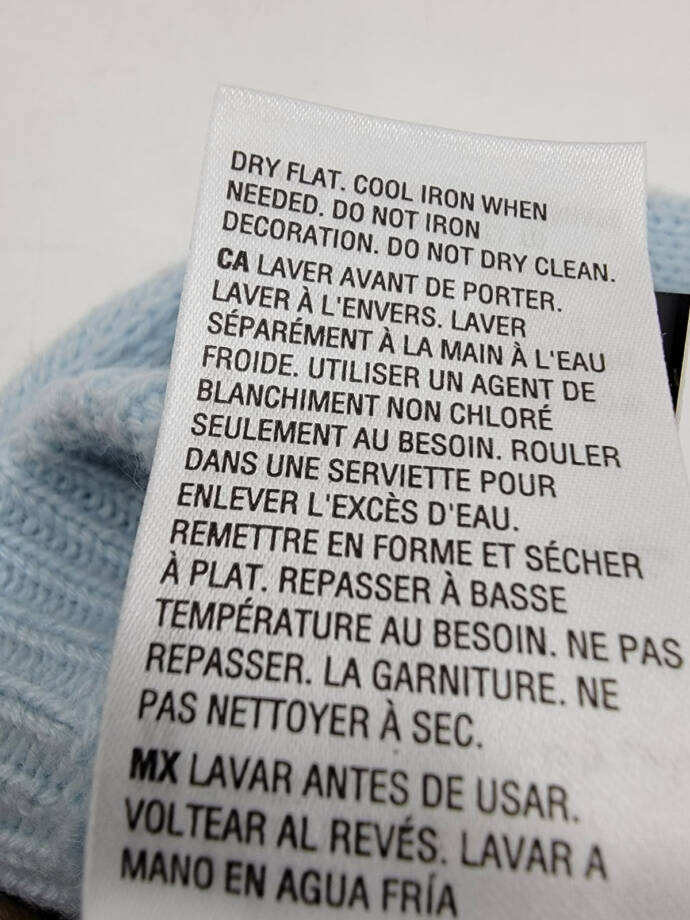 DRY FLAT. COOL IRON WHEN
NEEDED. DO NOT IRON
DECORATION. DO NOT DRY CLEAN.
CA LAVER AVANT DE PORTER.
LAVER À L'ENVERS. LAVER
SÉPARÉMENT À LA MAIN À L'EAU
FROIDE. UTILISER UN AGENT DE
BLANCHIMENT NON CHLORÉ
SEULEMENT AU BESOIN. ROULER
DANS UNE SERVIETTE POUR
ENLEVER L'EXCÈS D'EAU.
REMETTRE EN FORME ET SÉCHER
À PLAT. REPASSER À BASSE
TEMPÉRATURE AU BESOIN. NE PAS
REPASSER. LA GARNITURE. NE
PAS NETTOYER À SEC.
MX LAVAR ANTES DE USAR.
VOLTEAR AL REVÉS. LAVAR A
MANO EN AGUA FRÍA